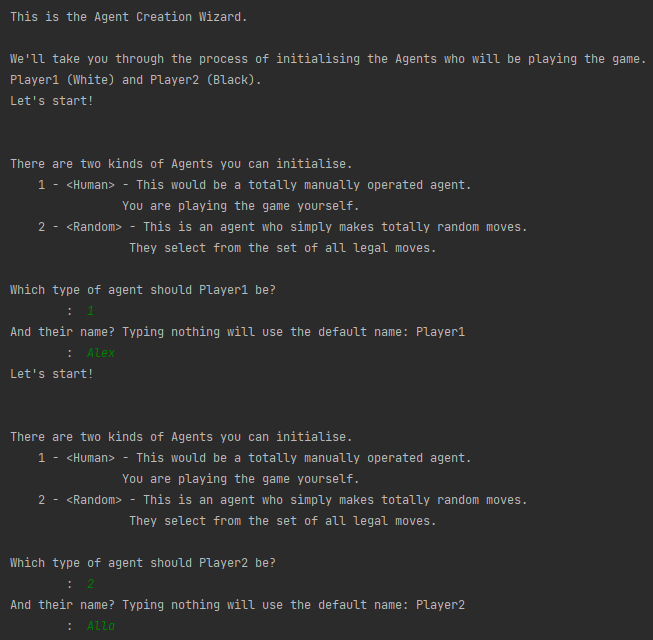 This is the Agent Creation Wizard.
We'll take you through the process of initialising the Agents who will be playing the game.
Player1 (White) and Player2 (Black).
Let's start!
There are two kinds of Agents you can initialise.
1 - <Human> - This would be a totally manually operated agent.
You are playing the game yourself.
2 - <Random> - This is an agent who simply makes totally random moves.
They select from the set of all legal moves.
Which type of agent should Player1 be?
: 1
And their name? Typing nothing will use the default name: Player1
: Alex
Let's start!
There are two kinds of Agents you can initialise.
1 - <Human> - This would be a totally manually operated agent.
You are playing the game yourself.
2 - <Random> - This is an agent who simply makes totally random moves.
They select from the set of all legal moves.
Which type of agent should Player2 be?
: 2
And their name? Typing nothing will use the default name: Player2
: Alla